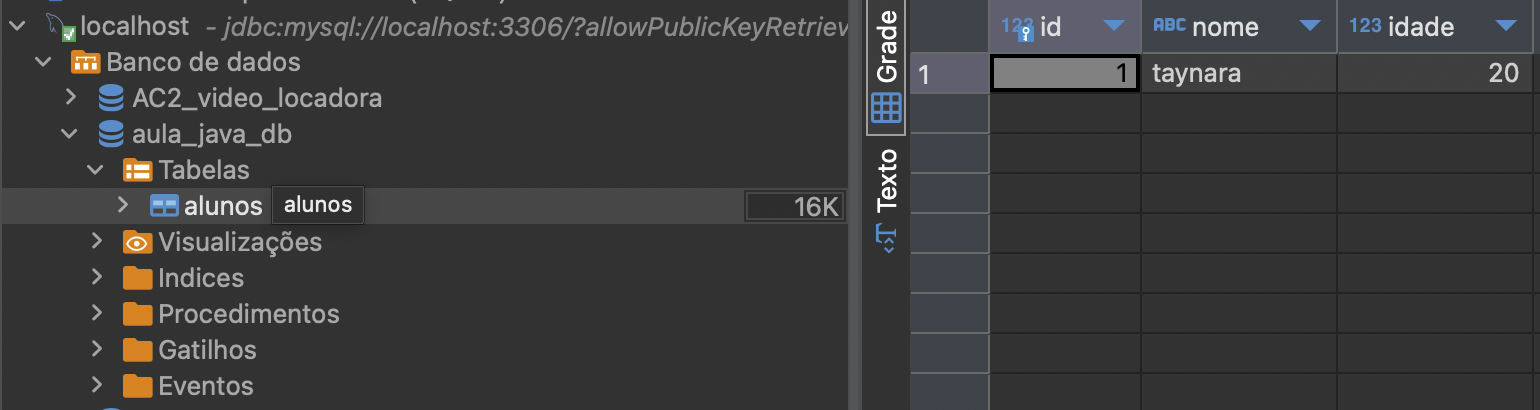 localhost - jdbc:mysql://localhost:3306/?allowPublicKeyRetriev
Banco de dados
AC2_video_locadora
aula_java_db
Tabelas
alunos alunos 16K
Visualizações
Indices
Procedimentos
Gatilhos
Eventos
Grade
Texto
123 id ABC nome 123 idade
1 1 taynara 20